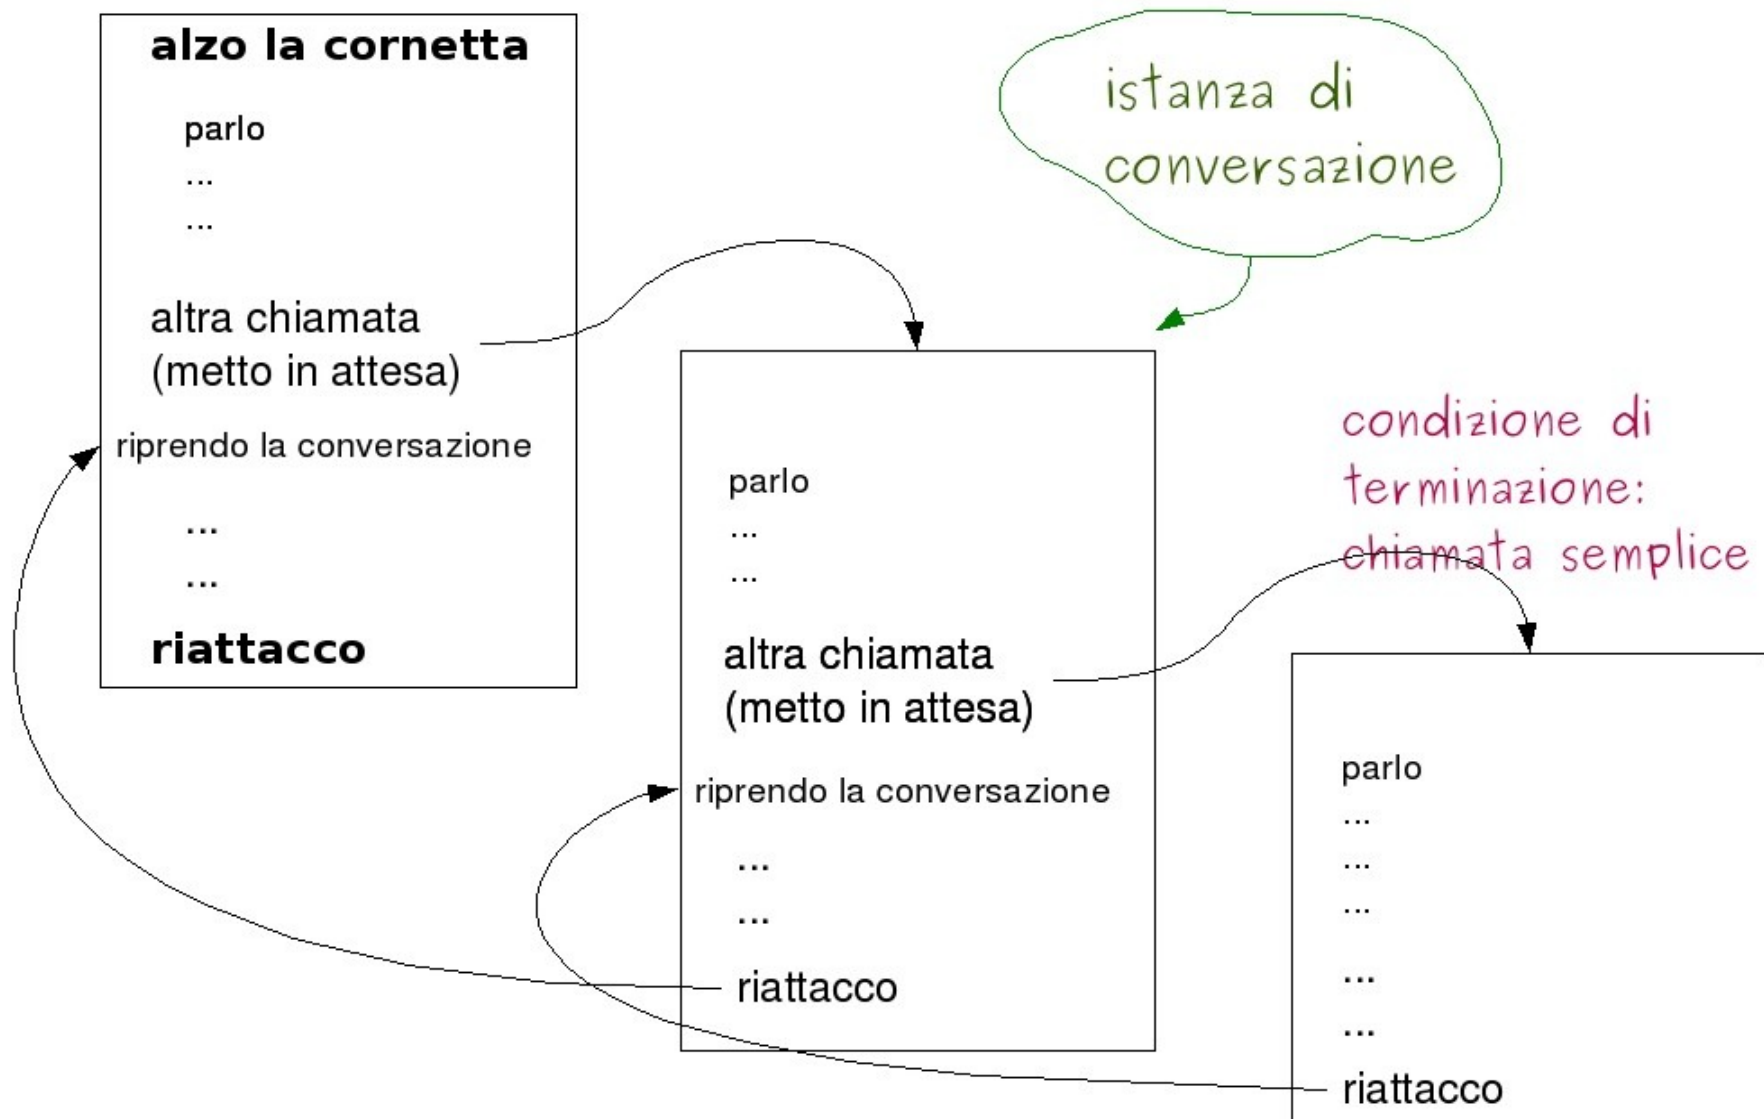 alzo la cornetta
parlo
...
...
altra chiamata
(metto in attesa)
riprendo la conversazione
...
...
riattacco
istanza di
conversazione
parlo
...
...
altra chiamata
(metto in attesa)
riprendo la conversazione
...
...
riattacco
condizione di
terminazione:
chiamata semplice
parlo
...
...
...
...
...
riattacco